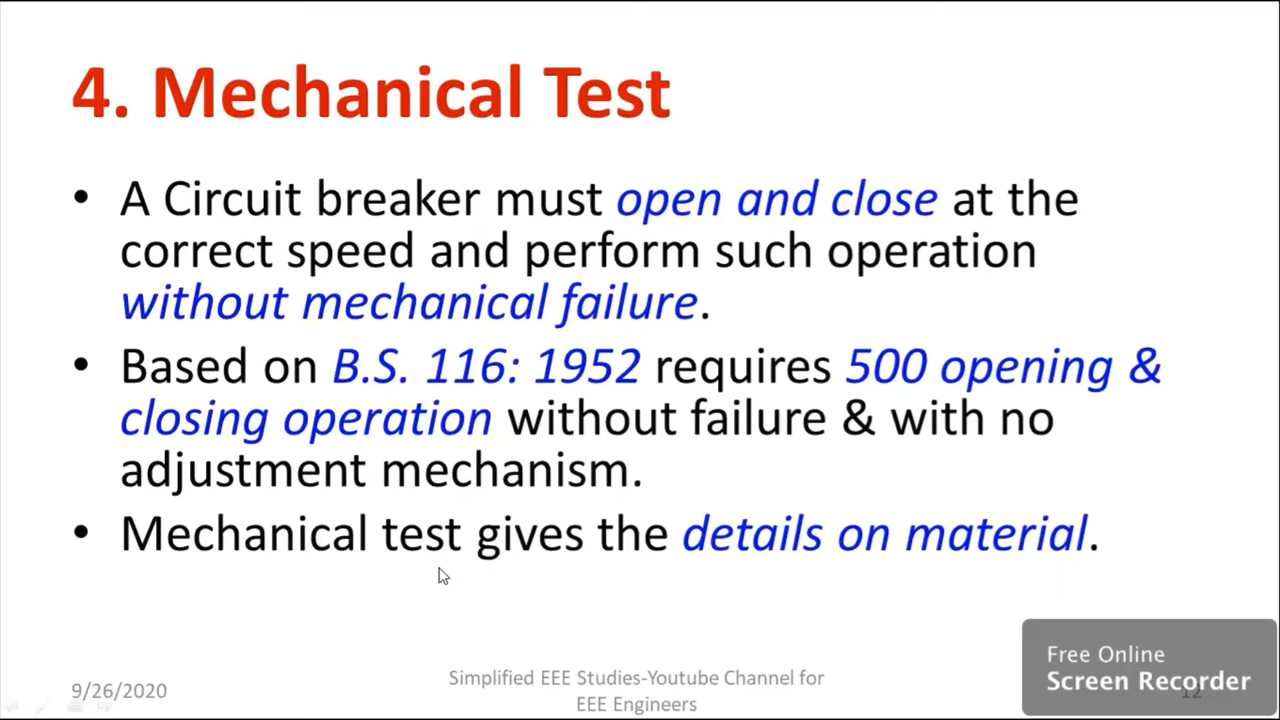 4. Mechanical Test
• A Circuit breaker must open and close at the
correct speed and perform such operation
without mechanical failure.
• Based on B.S. 116: 1952 requires 500 opening &
closing operation without failure & with no
adjustment mechanism.
• Mechanical test gives the details on material.
9/26/2020
Simplified EEE Studies-Youtube Channel for
EEE Engineers
Free Online
Screen Recorder
12